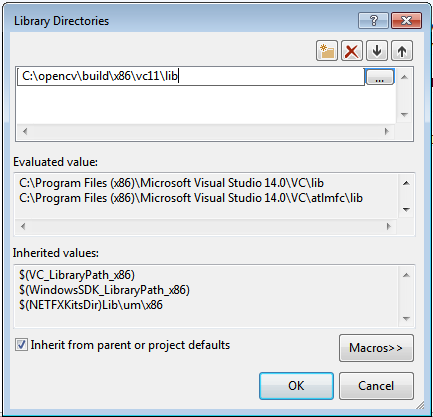 Library Directories
?
C:\opencv\build\x86\vc11\lib
...
Evaluated value:
C:\Program Files (x86)\Microsoft Visual Studio 14.0\VC\lib
C:\Program Files (x86)\Microsoft Visual Studio 14.0\VC\atlmfc\lib
Inherited values:
$(VC_LibraryPath_x86)
$(WindowsSDK_LibraryPath_x86)
$(NETFXKitsDir)Lib\um\x86
Inherit from parent or project defaults
Macros>>
OK
Cancel